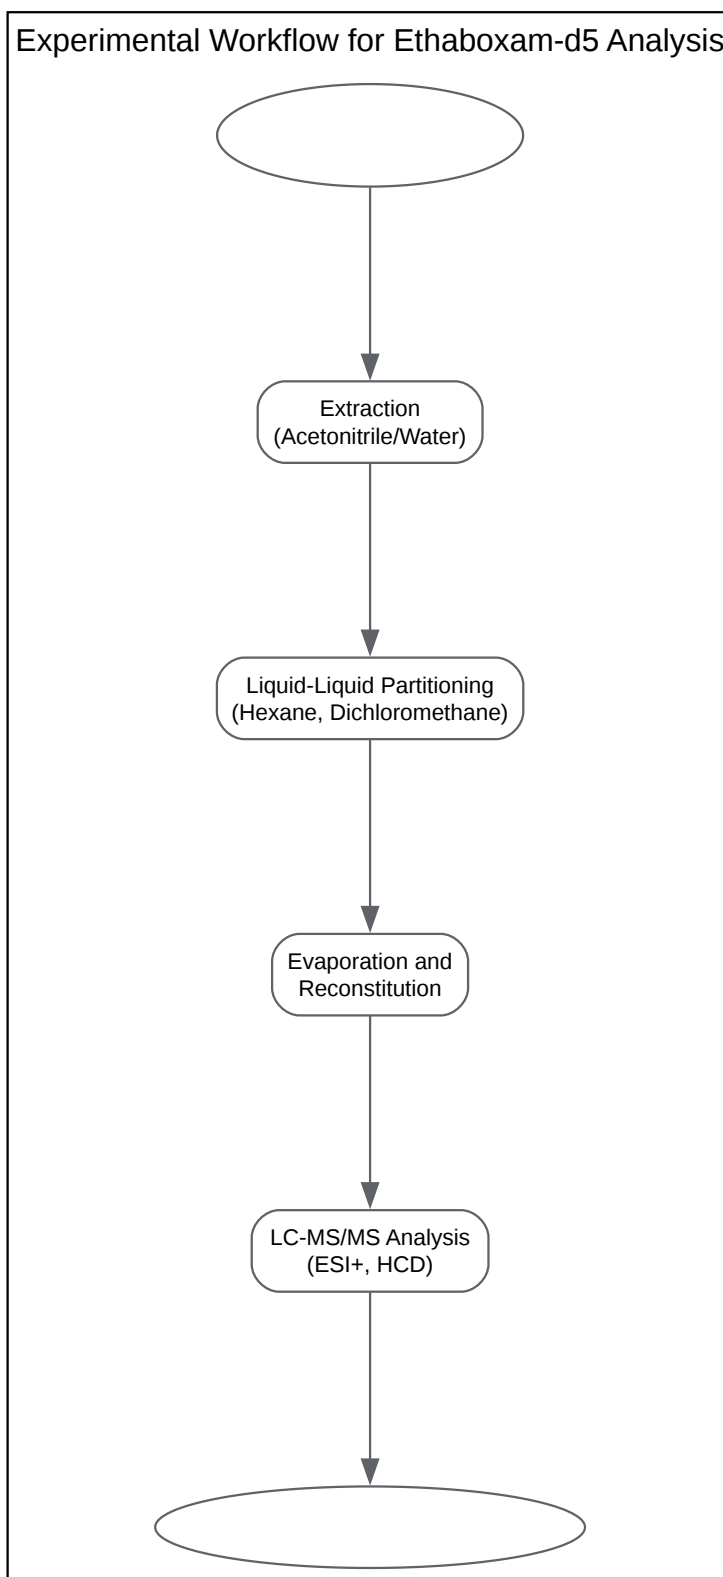 Experimental Workflow for Ethaboxam-d5 Analysis
Extraction
(Acetonitrile/Water)
Liquid-Liquid Partitioning
(Hexane, Dichloromethane)
Evaporation and
Reconstitution
LC-MS/MS Analysis
(ESI+, HCD)